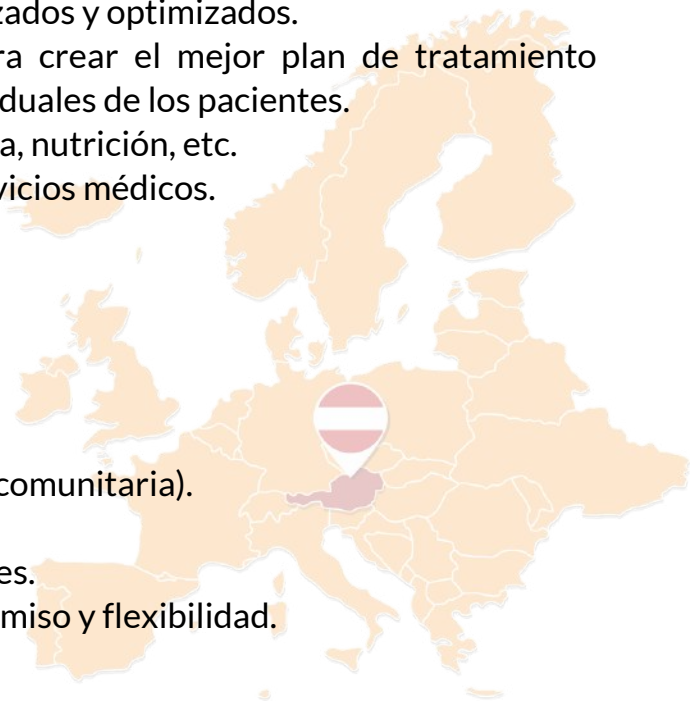 zados y optimizados.
ra crear el mejor plan de tratamiento
duales de los pacientes.
a, nutrición, etc.
vicios médicos.
comunitaria).
es.
miso y flexibilidad.